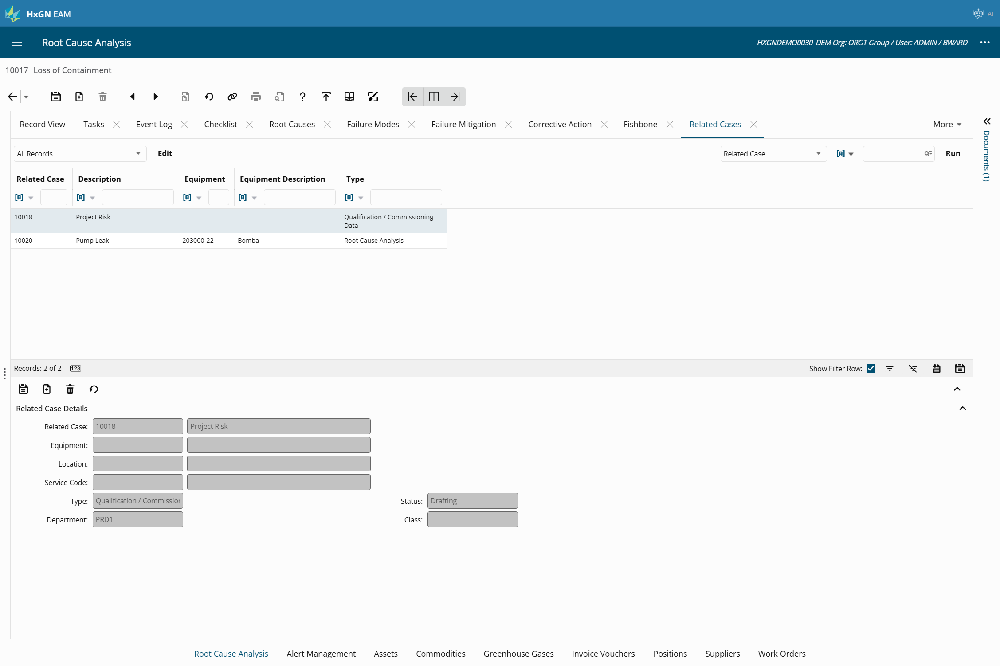 HxGN EAM
AI
Root Cause Analysis
HXGNDEMO0030_DEM Org: ORG1 Group / User: ADMIN / BWARD
10017 Loss of Containment
Record View Tasks Event Log Checklist Root Causes Failure Modes Failure Mitigation Corrective Action Fishbone Related Cases More
Documents (1)
All Records Edit Related Case [A] Run
Related Case Description Equipment Equipment Description Type
[A] [A] [A] [A] [A]
10018 Project Risk Qualification / Commissioning
Data
10020 Pump Leak 203000-22 Bomba Root Cause Analysis
Records: 2 of 2 123 Show Filter Row:
Related Case Details
Related Case: 10018 Project Risk
Equipment:
Location:
Service Code:
Type: Qualification / Commission Status: Drafting
Department: PRD1 Class:
Root Cause Analysis Alert Management Assets Commodities Greenhouse Gases Invoice Vouchers Positions Suppliers Work Orders